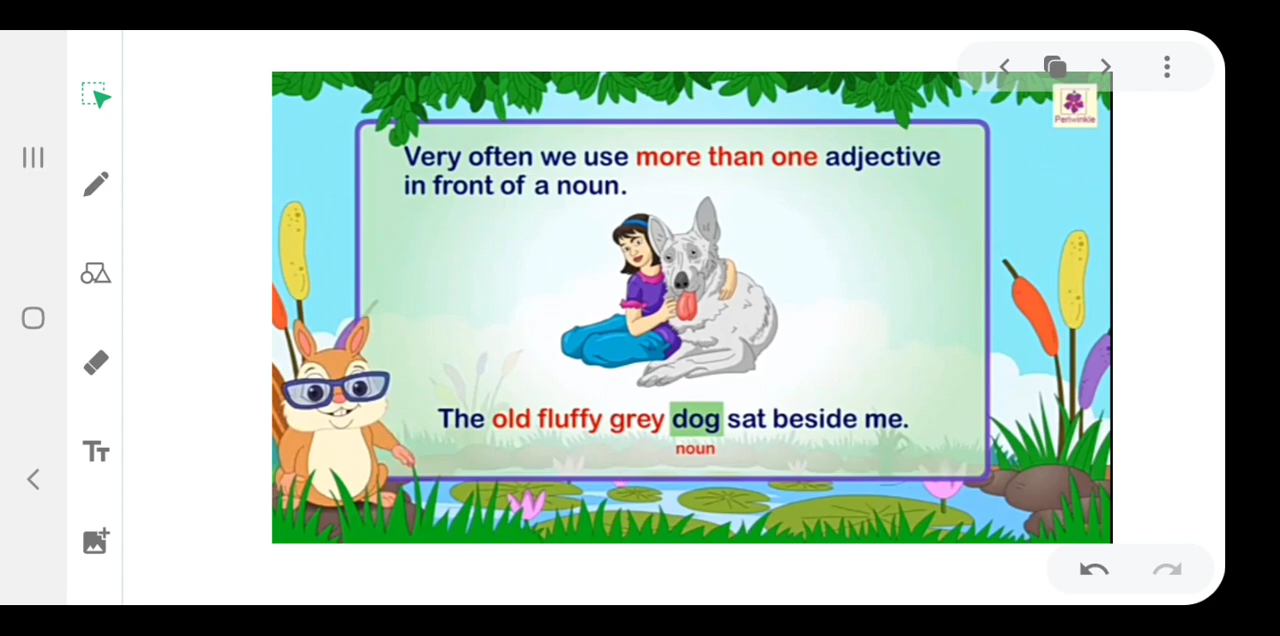 Periwinkle
Very often we use more than one adjective
in front of a noun.
The old fluffy grey dog sat beside me.
noun
TT